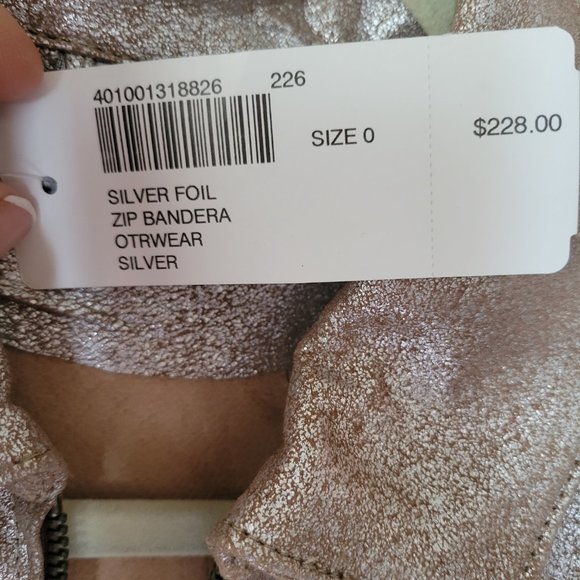 401001318826 226
SIZE 0 $228.00
SILVER FOIL
ZIP BANDERA
OTRWEAR
SILVER